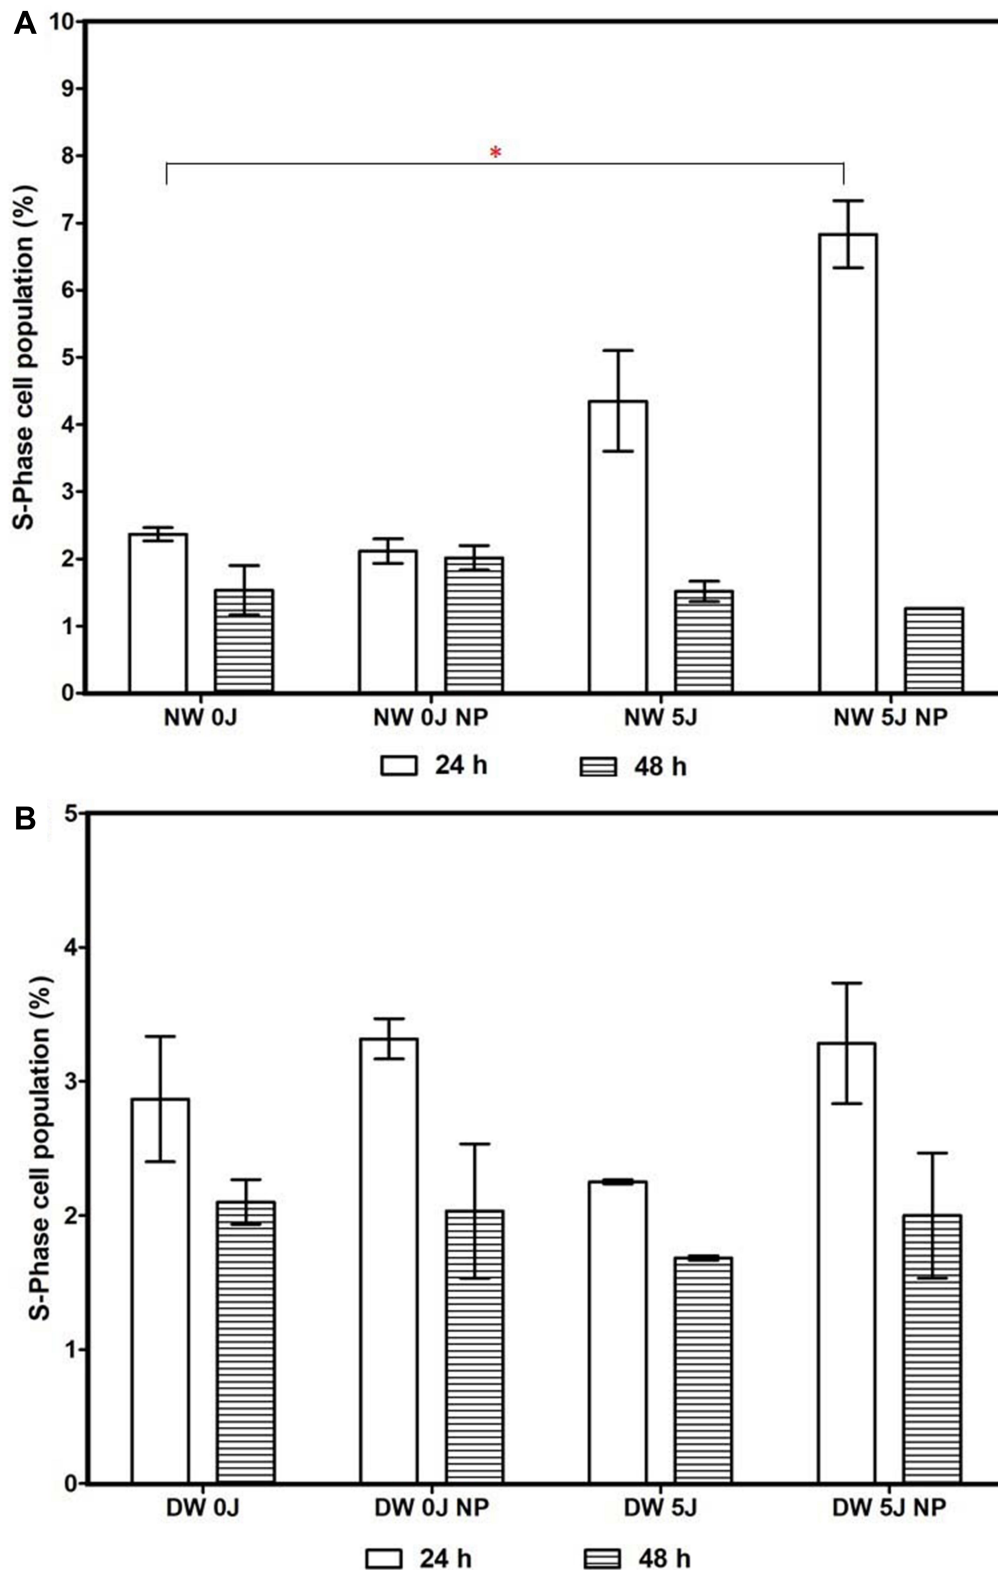 A
10
9
8
7
6
5
4
3
2
1
0
S-Phase cell population (%)
*
NW 0J NW 0J NP NW 5J NW 5J NP
24 h 48 h
B
5
4
3
2
1
0
S-Phase cell population (%)
DW 0J DW 0J NP DW 5J DW 5J NP
24 h 48 h